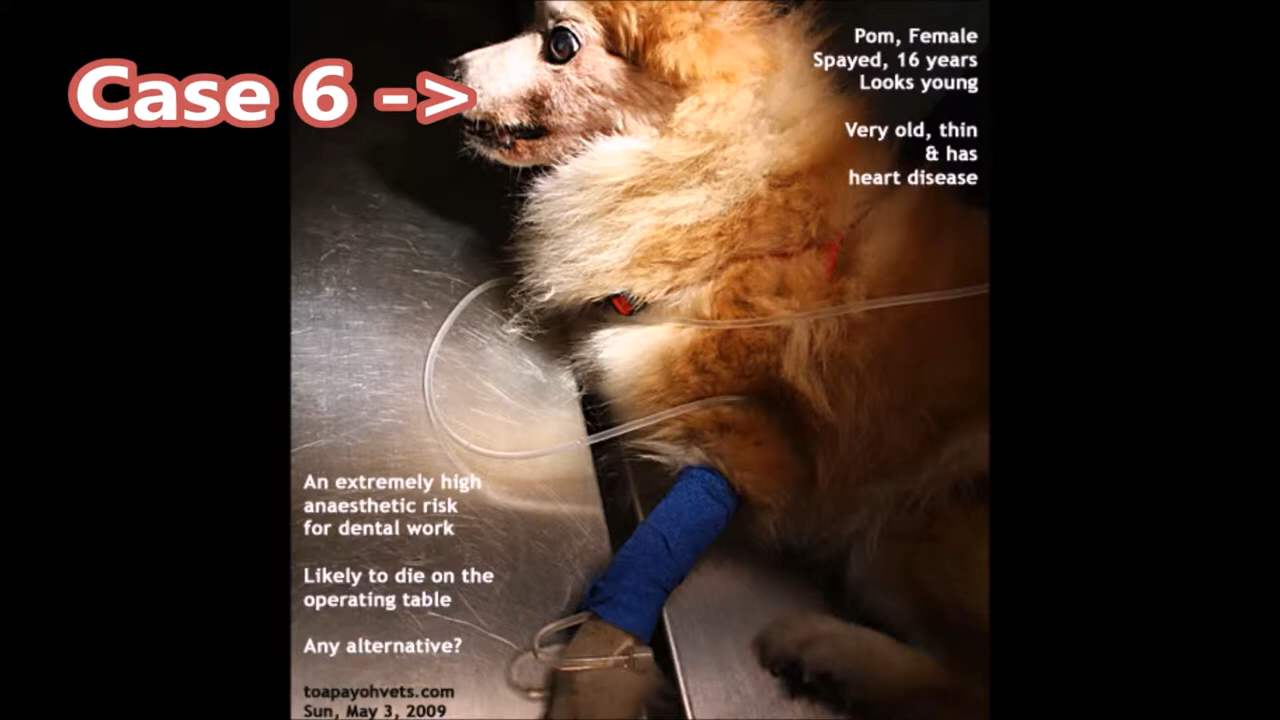 Case 6 ->
Pom, Female
Spayed, 16 years
Looks young
Very old, thin
& has
heart disease
An extremely high
anaesthetic risk
for dental work
Likely to die on the
operating table
Any alternative?
toapayohvets.com
Sun, May 3, 2009